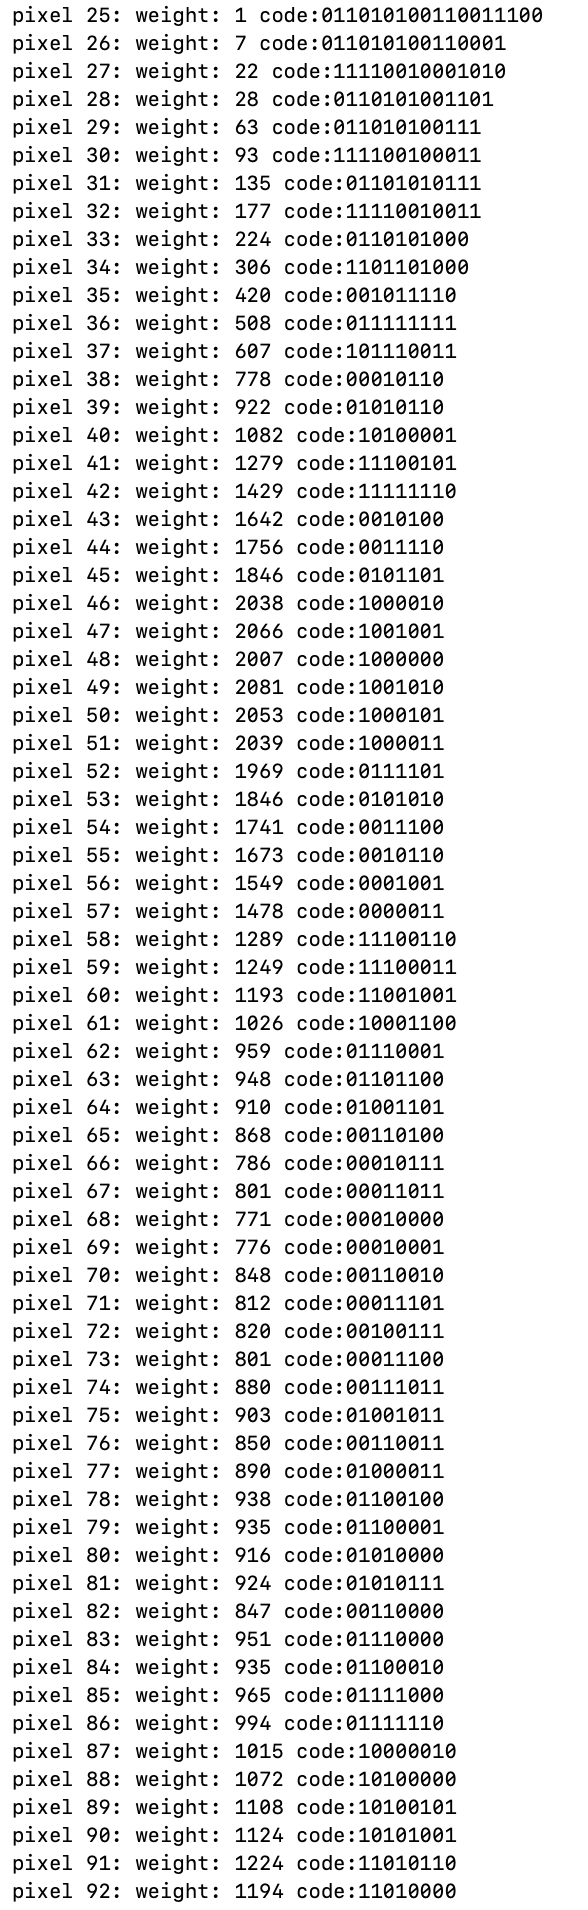 pixel 25: weight: 1 code:011010100110011100
pixel 26: weight: 7 code:011010100110001
pixel 27: weight: 22 code:11110010001010
pixel 28: weight: 28 code:0110101001101
pixel 29: weight: 63 code:011010100111
pixel 30: weight: 93 code:111100100011
pixel 31: weight: 135 code:01101010111
pixel 32: weight: 177 code:11110010011
pixel 33: weight: 224 code:0110101000
pixel 34: weight: 306 code:1101101000
pixel 35: weight: 420 code:001011110
pixel 36: weight: 508 code:011111111
pixel 37: weight: 607 code:101110011
pixel 38: weight: 778 code:00010110
pixel 39: weight: 922 code:01010110
pixel 40: weight: 1082 code:10100001
pixel 41: weight: 1279 code:11100101
pixel 42: weight: 1429 code:11111110
pixel 43: weight: 1642 code:0010100
pixel 44: weight: 1756 code:0011110
pixel 45: weight: 1846 code:0101101
pixel 46: weight: 2038 code:1000010
pixel 47: weight: 2066 code:1001001
pixel 48: weight: 2007 code:1000000
pixel 49: weight: 2081 code:1001010
pixel 50: weight: 2053 code:1000101
pixel 51: weight: 2039 code:1000011
pixel 52: weight: 1969 code:0111101
pixel 53: weight: 1846 code:0101010
pixel 54: weight: 1741 code:0011100
pixel 55: weight: 1673 code:0010110
pixel 56: weight: 1549 code:0001001
pixel 57: weight: 1478 code:0000011
pixel 58: weight: 1289 code:11100110
pixel 59: weight: 1249 code:11100011
pixel 60: weight: 1193 code:11001001
pixel 61: weight: 1026 code:10001100
pixel 62: weight: 959 code:01110001
pixel 63: weight: 948 code:01101100
pixel 64: weight: 910 code:01001101
pixel 65: weight: 868 code:00110100
pixel 66: weight: 786 code:00010111
pixel 67: weight: 801 code:00011011
pixel 68: weight: 771 code:00010000
pixel 69: weight: 776 code:00010001
pixel 70: weight: 848 code:00110010
pixel 71: weight: 812 code:00011101
pixel 72: weight: 820 code:00100111
pixel 73: weight: 801 code:00011100
pixel 74: weight: 880 code:00111011
pixel 75: weight: 903 code:01001011
pixel 76: weight: 850 code:00110011
pixel 77: weight: 890 code:01000011
pixel 78: weight: 938 code:01100100
pixel 79: weight: 935 code:01100001
pixel 80: weight: 916 code:01010000
pixel 81: weight: 924 code:01010111
pixel 82: weight: 847 code:00110000
pixel 83: weight: 951 code:01110000
pixel 84: weight: 935 code:01100010
pixel 85: weight: 965 code:01111000
pixel 86: weight: 994 code:01111110
pixel 87: weight: 1015 code:10000010
pixel 88: weight: 1072 code:10100000
pixel 89: weight: 1108 code:10100101
pixel 90: weight: 1124 code:10101001
pixel 91: weight: 1224 code:11010110
pixel 92: weight: 1194 code:11010000